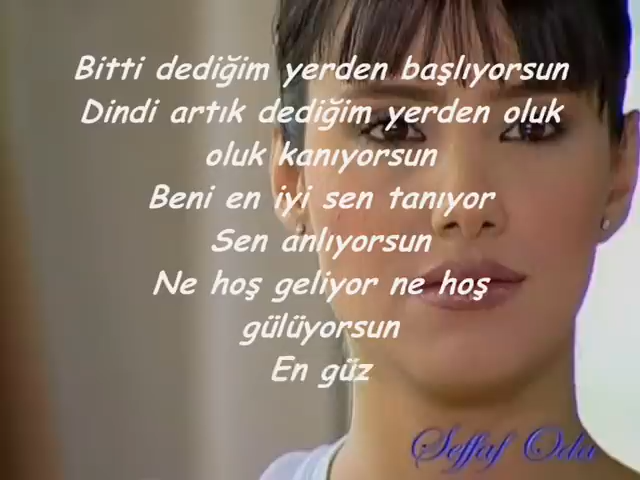 Bitti dediğim yerden başlıyorsun
Dindi artık dediğim yerden oluk
oluk kanıyorsun
Beni en iyi sen tanıyor
Sen anlıyorsun
Ne hoş geliyor ne hoş
gülüyorsun
En güz
Seffaf Oda